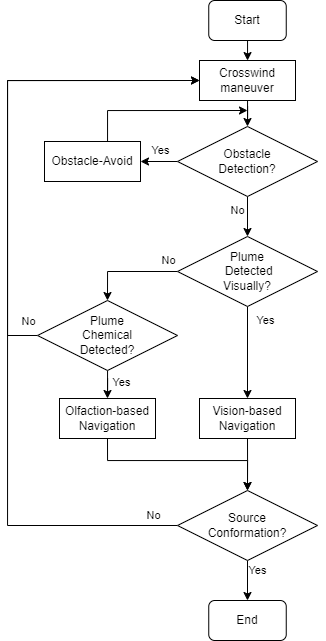 Start
Crosswind
maneuver
Obstacle-Avoid
Yes
Obstacle
Detection?
No
No
Plume
Detected
Visually?
Yes
No
Plume
Chemical
Detected?
Yes
Olfaction-based
Navigation
Vision-based
Navigation
No
Source
Conformation?
Yes
End